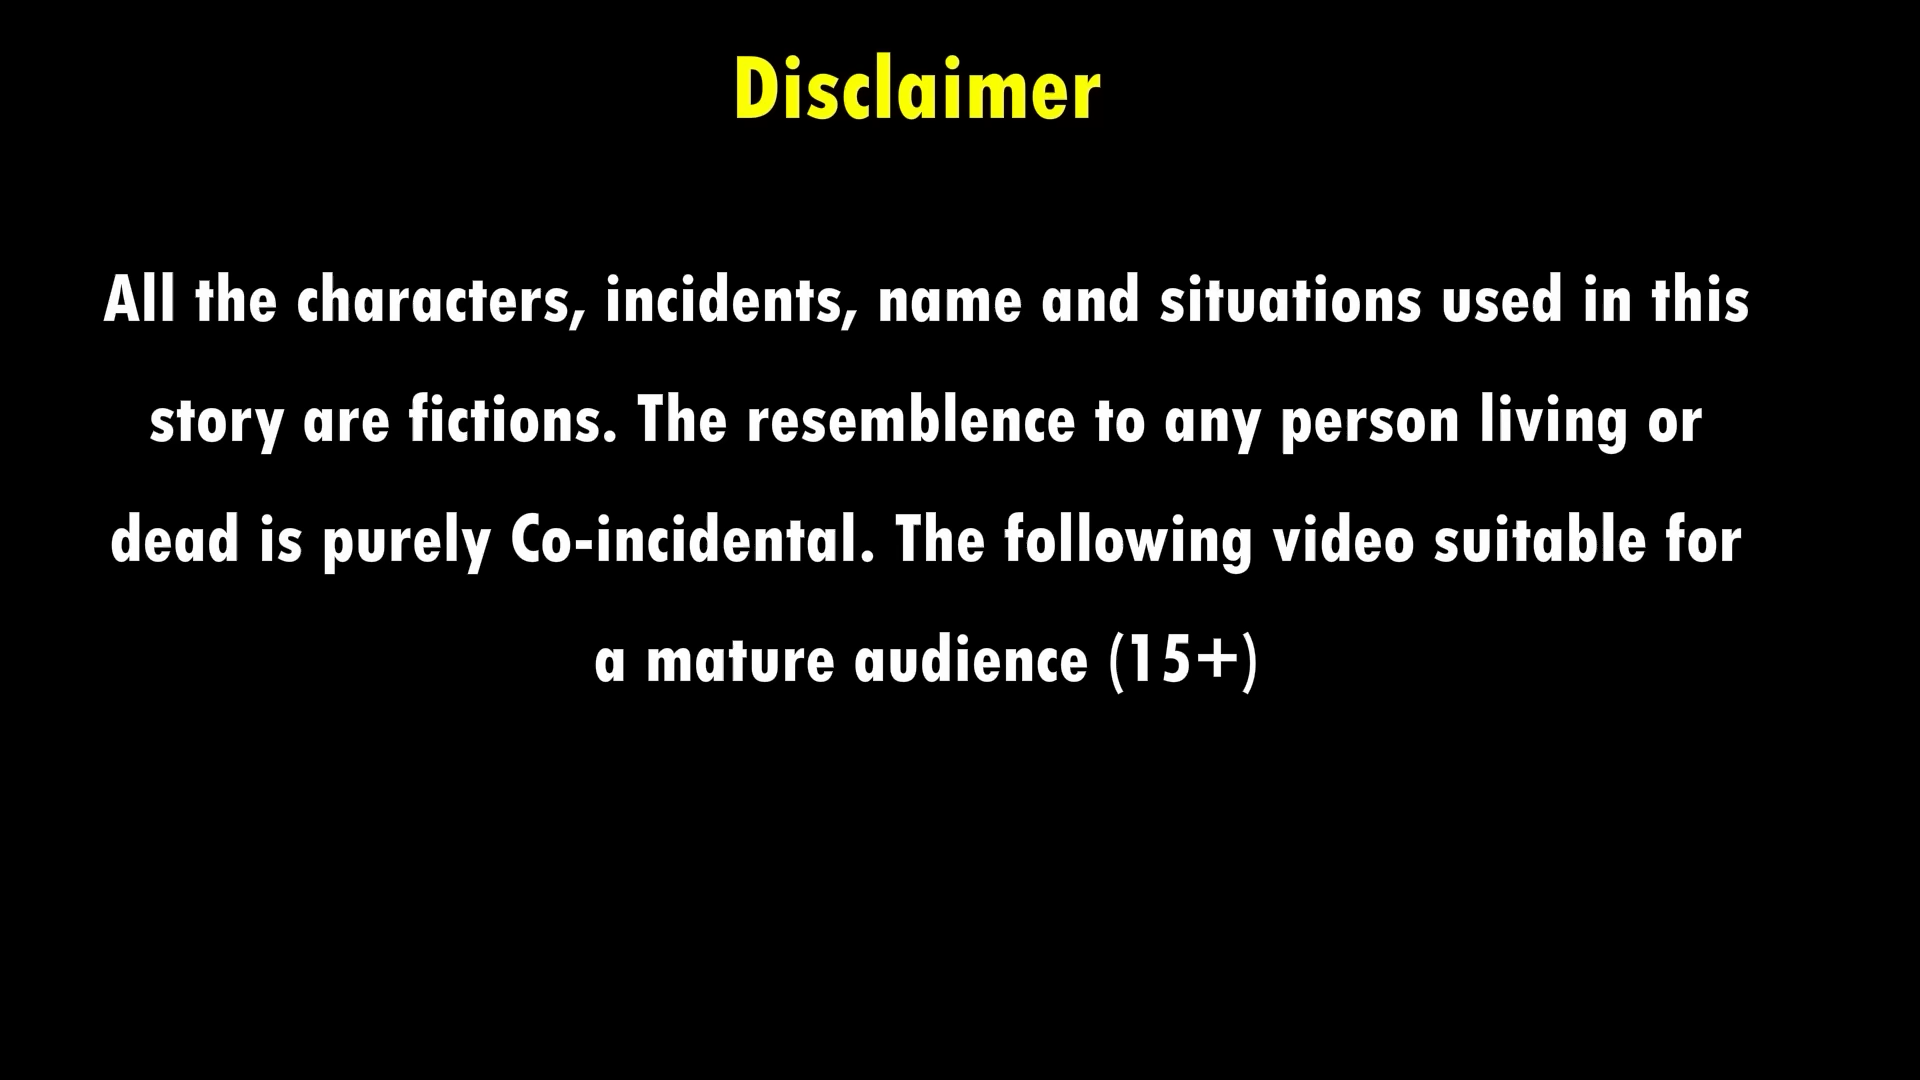 Disclaimer
All the characters, incidents, name and situations used in this
story are fictions. The resemblence to any person living or
dead is purely Co-incidental. The following video suitable for
a mature audience (15+)